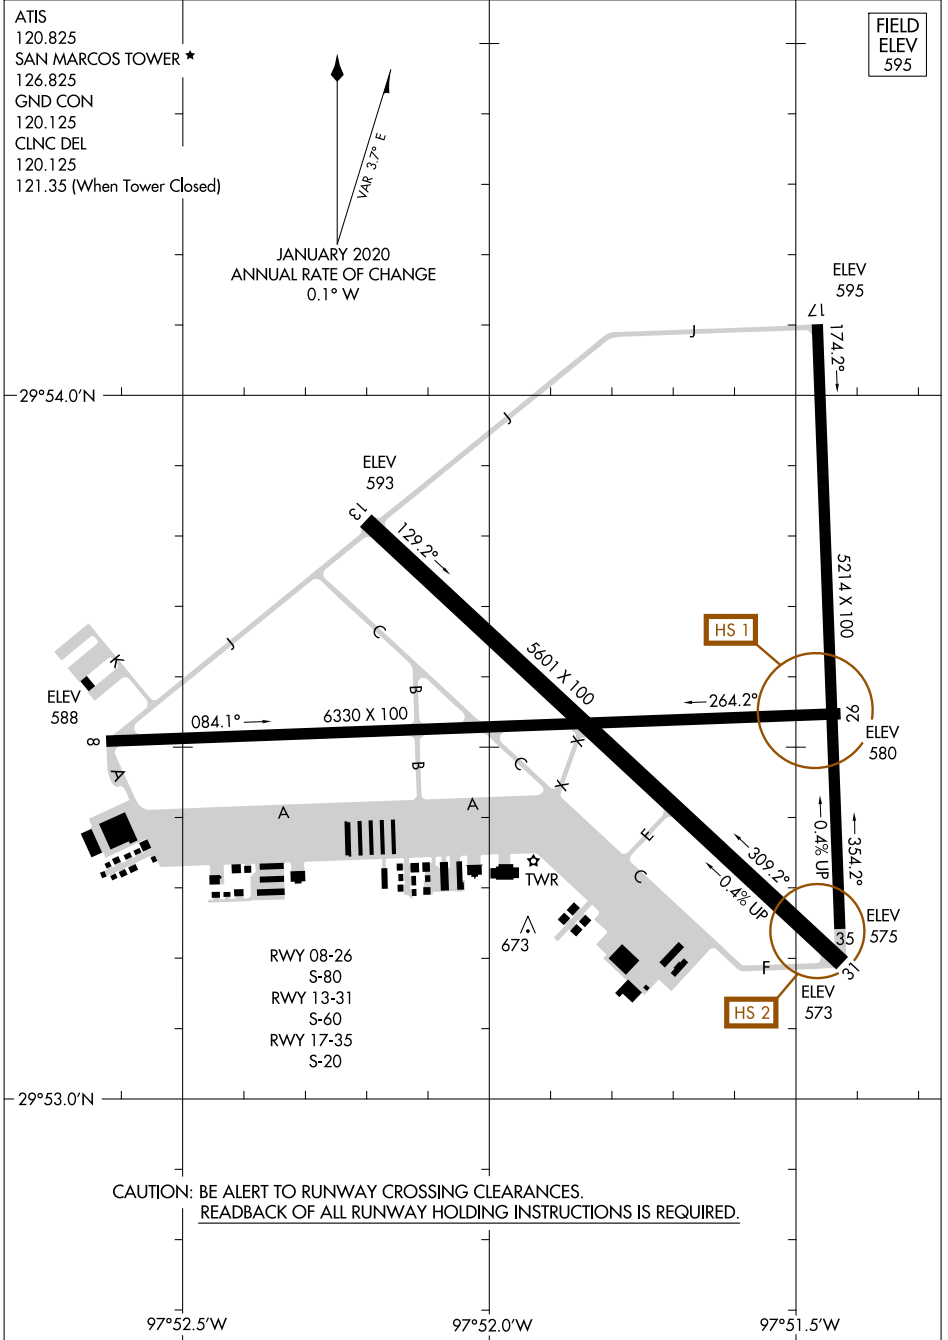 ATIS
120.825
SAN MARCOS TOWER ★
126.825
GND CON
120.125
CLNC DEL
120.125
121.35 (When Tower Closed)
FIELD
ELEV
595
VAR 3.7° E
JANUARY 2020
ANNUAL RATE OF CHANGE
0.1° W
ELEV
595
17
174.2°
J
29°54.0'N
J
ELEV
593
13
129.2°
5214 X 100
HS 1
C
J
K
B
5601 X 100
ELEV
588
084.1°
6330 X 100
264.2°
26
ELEV
580
8
X
A
B
C
X
A
A
E
0.4% UP
354.2°
309.2°
0.4% UP
C
TWR
673
ELEV
575
35
31
F
ELEV
573
HS 2
RWY 08-26
S-80
RWY 13-31
S-60
RWY 17-35
S-20
29°53.0'N
CAUTION: BE ALERT TO RUNWAY CROSSING CLEARANCES.
READBACK OF ALL RUNWAY HOLDING INSTRUCTIONS IS REQUIRED.
97°52.5'W
97°52.0'W
97°51.5'W